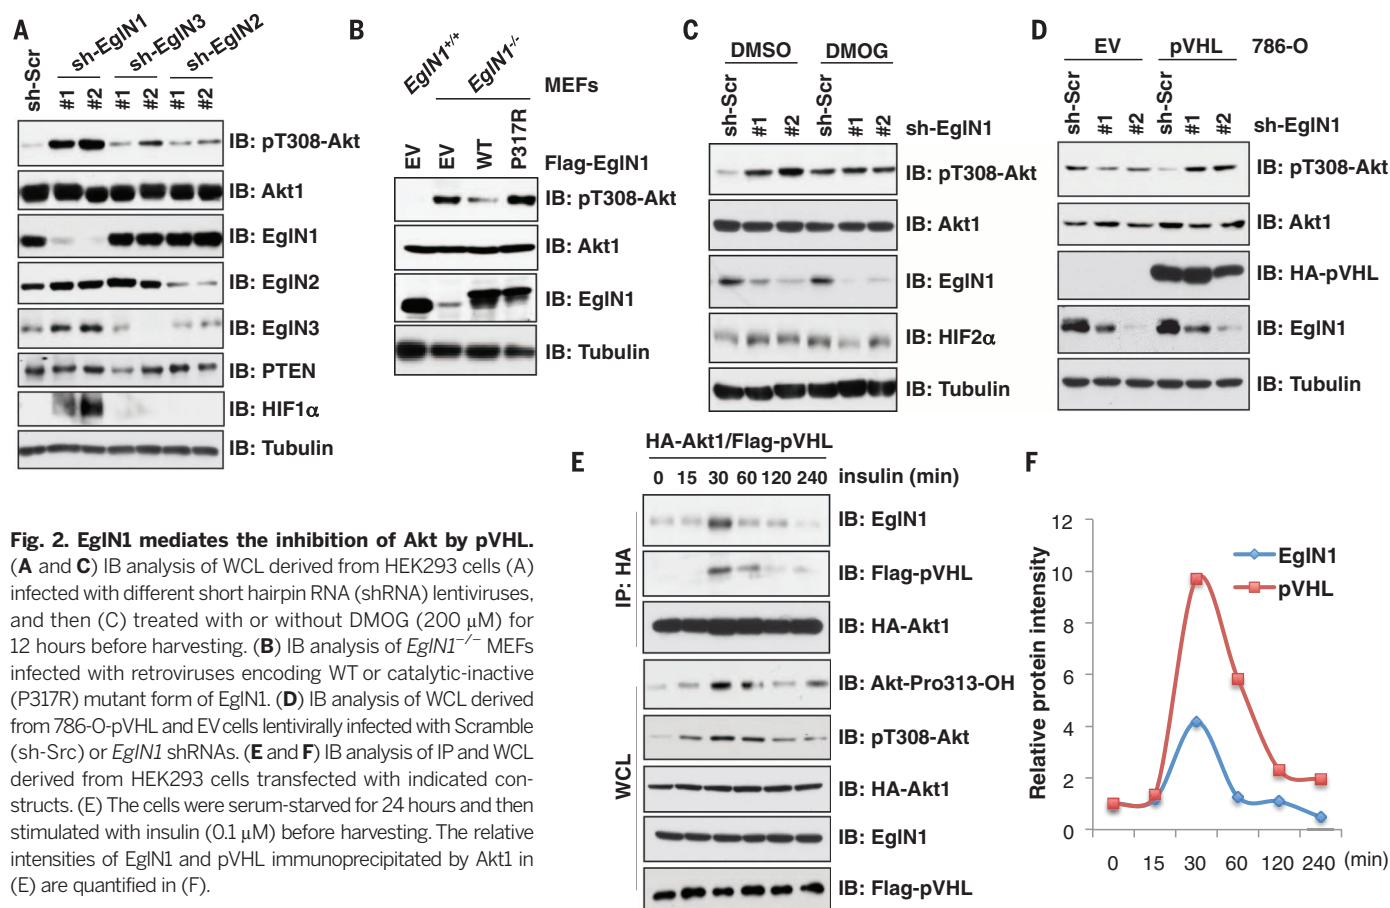 A
sh-Scr
sh-EglN1
sh-EglN3
sh-EglN2
#1 #2 #1 #2 #1 #2
IB: pT308-Akt
IB: Akt1
IB: EglN1
IB: EglN2
IB: EglN3
IB: PTEN
IB: HIF1α
IB: Tubulin
B
EglN1+/+
EglN1-/-
MEFs
EV EV WT P317R
Flag-EglN1
IB: pT308-Akt
IB: Akt1
IB: EglN1
IB: Tubulin
C
DMSO DMOG
sh-Scr #1 #2 sh-Scr #1 #2
sh-EglN1
IB: pT308-Akt
IB: Akt1
IB: EglN1
IB: HIF2α
IB: Tubulin
D
EV pVHL 786-O
sh-Scr #1 #2 sh-Scr #1 #2
sh-EglN1
IB: pT308-Akt
IB: Akt1
IB: HA-pVHL
IB: EglN1
IB: Tubulin
Fig. 2. EglN1 mediates the inhibition of Akt by pVHL.
(A and C) IB analysis of WCL derived from HEK293 cells (A)
infected with different short hairpin RNA (shRNA) lentiviruses,
and then (C) treated with or without DMOG (200 μM) for
12 hours before harvesting. (B) IB analysis of EglN1−/− MEFs
infected with retroviruses encoding WT or catalytic-inactive
(P317R) mutant form of EglN1. (D) IB analysis of WCL derived
from 786-O-pVHL and EV cells lentivirally infected with Scramble
(sh-Src) or EglN1 shRNAs. (E and F) IB analysis of IP and WCL
derived from HEK293 cells transfected with indicated con-
structs. (E) The cells were serum-starved for 24 hours and then
stimulated with insulin (0.1 μM) before harvesting. The relative
intensities of EglN1 and pVHL immunoprecipitated by Akt1 in
(E) are quantified in (F).
E
HA-Akt1/Flag-pVHL
0 15 30 60 120 240 insulin (min)
IP: HA
IB: EglN1
IB: Flag-pVHL
IB: HA-Akt1
WCL
IB: Akt-Pro313-OH
IB: pT308-Akt
IB: HA-Akt1
IB: EglN1
IB: Flag-pVHL
F
Relative protein intensity
12
10
8
6
4
2
0
EglN1
pVHL
0 15 30 60 120 240 (min)